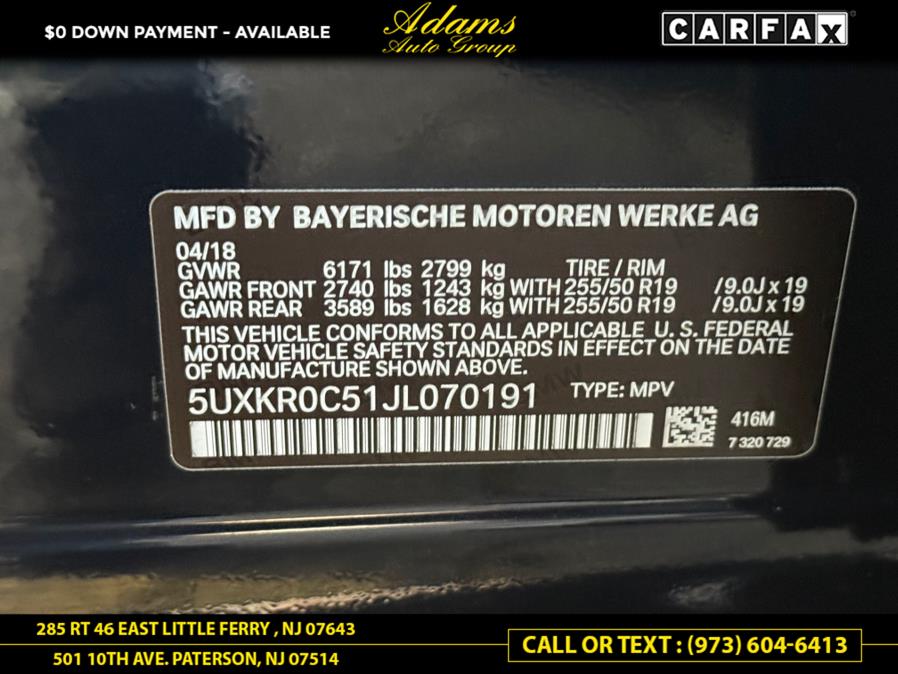 $0 DOWN PAYMENT - AVAILABLE
Adams
Auto Group
CARFAX
MFD BY BAYERISCHE MOTOREN WERKE AG
04/18
GVWR 6171 lbs 2799 kg TIRE / RIM
GAWR FRONT 2740 lbs 1243 kg WITH 255/50 R19 /9.0J x 19
GAWR REAR 3589 lbs 1628 kg WITH 255/50 R19 /9.0J x 19
THIS VEHICLE CONFORMS TO ALL APPLICABLE U. S. FEDERAL
MOTOR VEHICLE SAFETY STANDARDS IN EFFECT ON THE DATE
OF MANUFACTURE SHOWN ABOVE.
5UXKR0C51JL070191 TYPE: MPV
416M
7 320 729
285 RT 46 EAST LITTLE FERRY , NJ 07643
501 10TH AVE. PATERSON, NJ 07514
CALL OR TEXT : (973) 604-6413